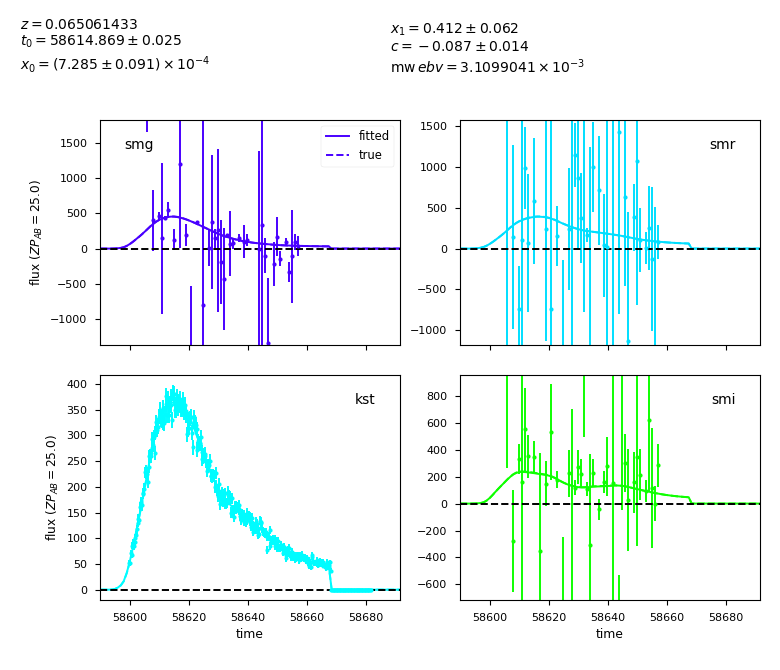 z = 0.065061433
t₀ = 58614.869 ± 0.025
x₀ = (7.285 ± 0.091) × 10⁻⁴
x₁ = 0.412 ± 0.062
c = −0.087 ± 0.014
mw ebv = 3.1099041 × 10⁻³
smg
fitted
true
1500
1000
500
0
−500
−1000
flux (ZP_AB = 25.0)
smr
1500
1000
500
0
−500
−1000
kst
400
350
300
250
200
150
100
50
0
flux (ZP_AB = 25.0)
58600 58620 58640 58660 58680
time
smi
800
600
400
200
0
−200
−400
−600
58600 58620 58640 58660 58680
time